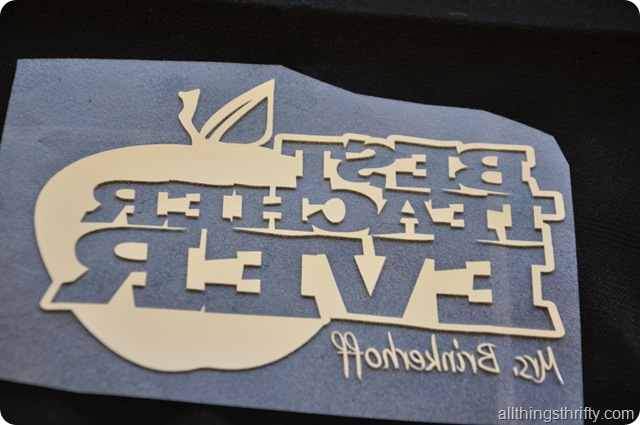 BEST
TEACHER
EVER
Mrs. Brinkerhoff
allthingsthrifty.com